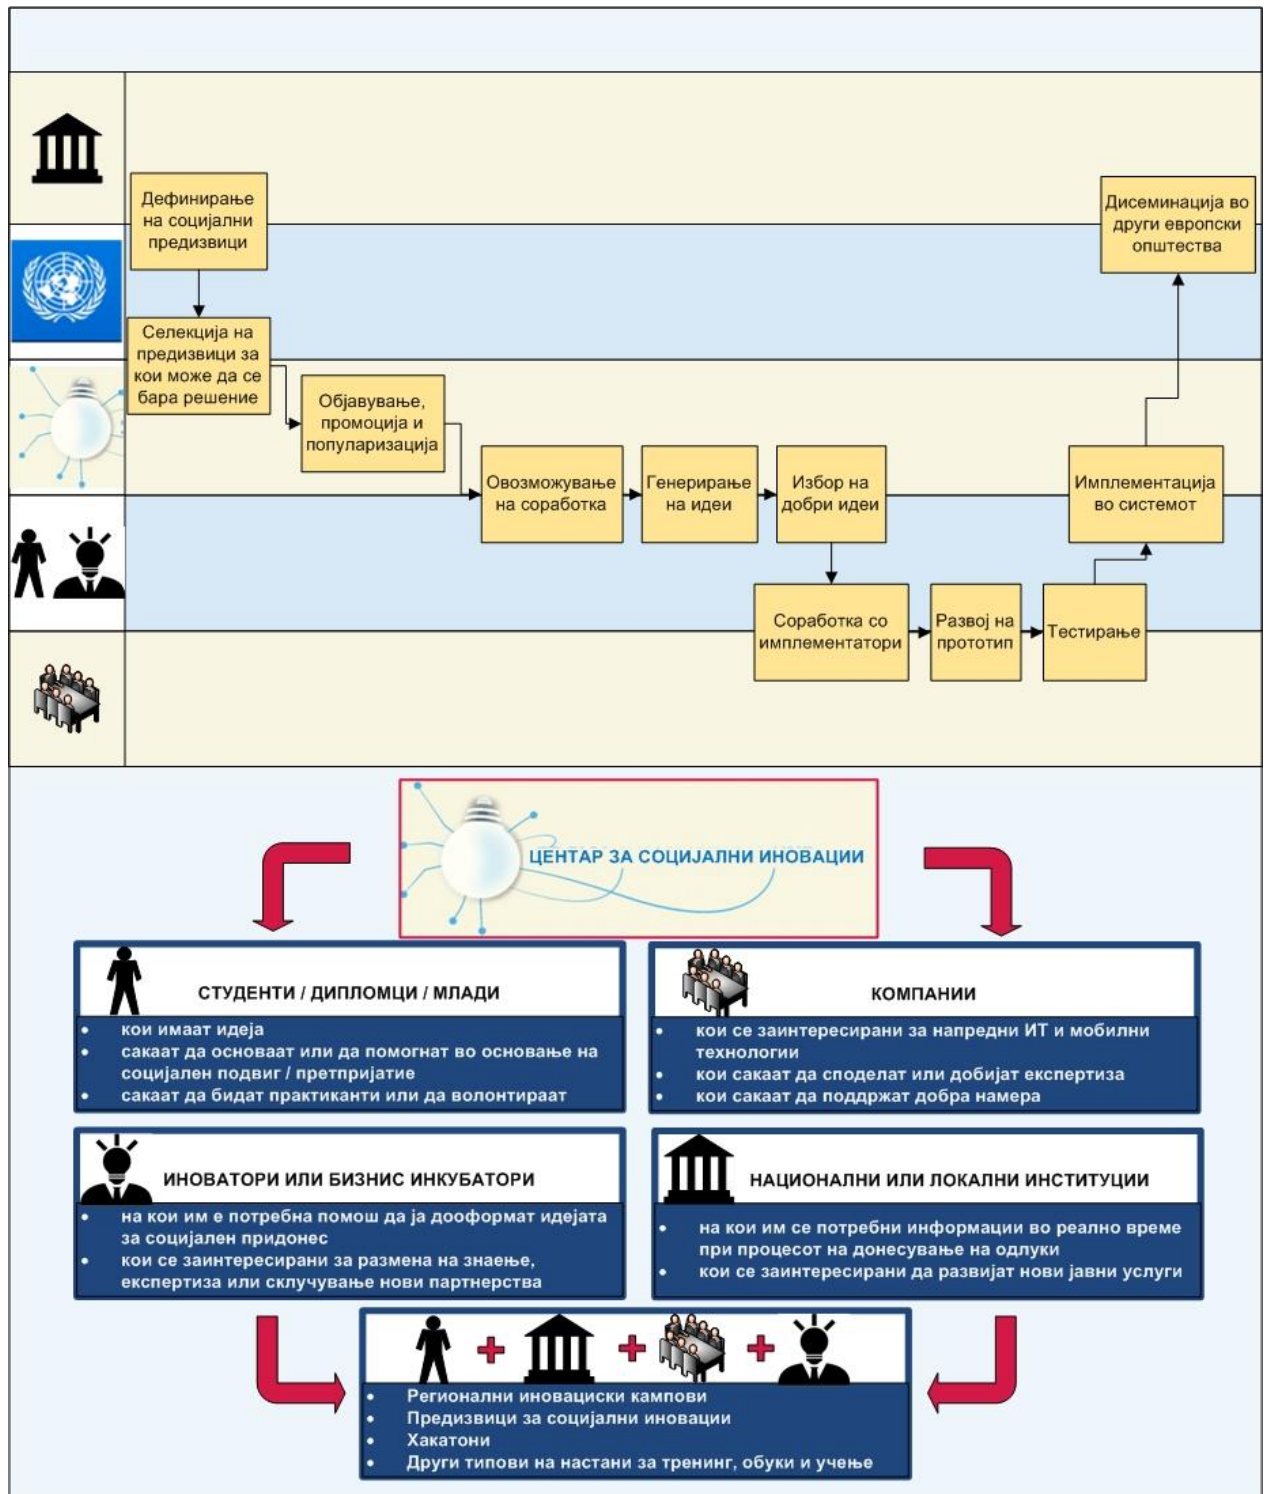 Дефинирање
на социјални
предизвици
Дисеминација во
други европски
општества
Селекција на
предизвици за
кои може да се
бара решение
Објавување,
промоција и
популаризација
Овозможување
на соработка
Генерирање
на идеи
Избор на
добри идеи
Имплементација
во системот
Соработка со
имплементатори
Развој на
прототип
Тестирање
ЦЕНТАР ЗА СОЦИЈАЛНИ ИНОВАЦИИ
СТУДЕНТИ / ДИПЛОМЦИ / МЛАДИ
• кои имаат идеја
• сакаат да основаат или да помогнат во основање на
социјален подвиг / претпријатие
• сакаат да бидат практиканти или да волонтираат
КОМПАНИИ
• кои се заинтересирани за напредни ИТ и мобилни
технологии
• кои сакаат да споделат или добијат експертиза
• кои сакаат да поддржат добра намера
ИНОВАТОРИ ИЛИ БИЗНИС ИНКУБАТОРИ
• на кои им е потребна помош да ја дооформат идејата
за социјален придонес
• кои се заинтересирани за размена на знаење,
експертиза или склучување нови партнерства
НАЦИОНАЛНИ ИЛИ ЛОКАЛНИ ИНСТИТУЦИИ
• на кои им се потребни информации во реално време
при процесот на донесување на одлуки
• кои се заинтересирани да развијат нови јавни услуги
• Регионални иновациски кампови
• Предизвици за социјални иновации
• Хакатони
• Други типови на настани за тренинг, обуки и учење